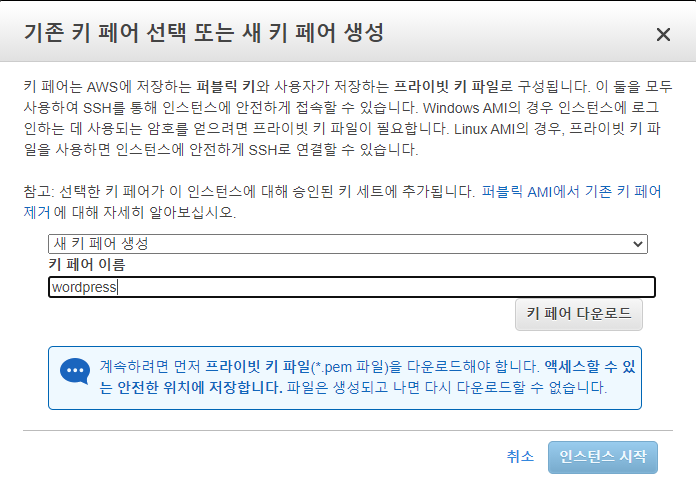 기존 키 페어 선택 또는 새 키 페어 생성
키 페어는 AWS에 저장하는 퍼블릭 키와 사용자가 저장하는 프라이빗 키 파일로 구성됩니다. 이 둘을 모두
사용하여 SSH를 통해 인스턴스에 안전하게 접속할 수 있습니다. Windows AMI의 경우 인스턴스에 로그
인하는 데 사용되는 암호를 얻으려면 프라이빗 키 파일이 필요합니다. Linux AMI의 경우, 프라이빗 키 파
일을 사용하면 인스턴스에 안전하게 SSH로 연결할 수 있습니다.
참고: 선택한 키 페어가 이 인스턴스에 대해 승인된 키 세트에 추가됩니다. 퍼블릭 AMI에서 기존 키 페어
제거에 대해 자세히 알아보십시오.
새 키 페어 생성
키 페어 이름
wordpress
키 페어 다운로드
계속하려면 먼저 프라이빗 키 파일(*.pem 파일)을 다운로드해야 합니다. 액세스할 수 있
는 안전한 위치에 저장합니다. 파일은 생성되고 나면 다시 다운로드할 수 없습니다.
취소
인스턴스 시작